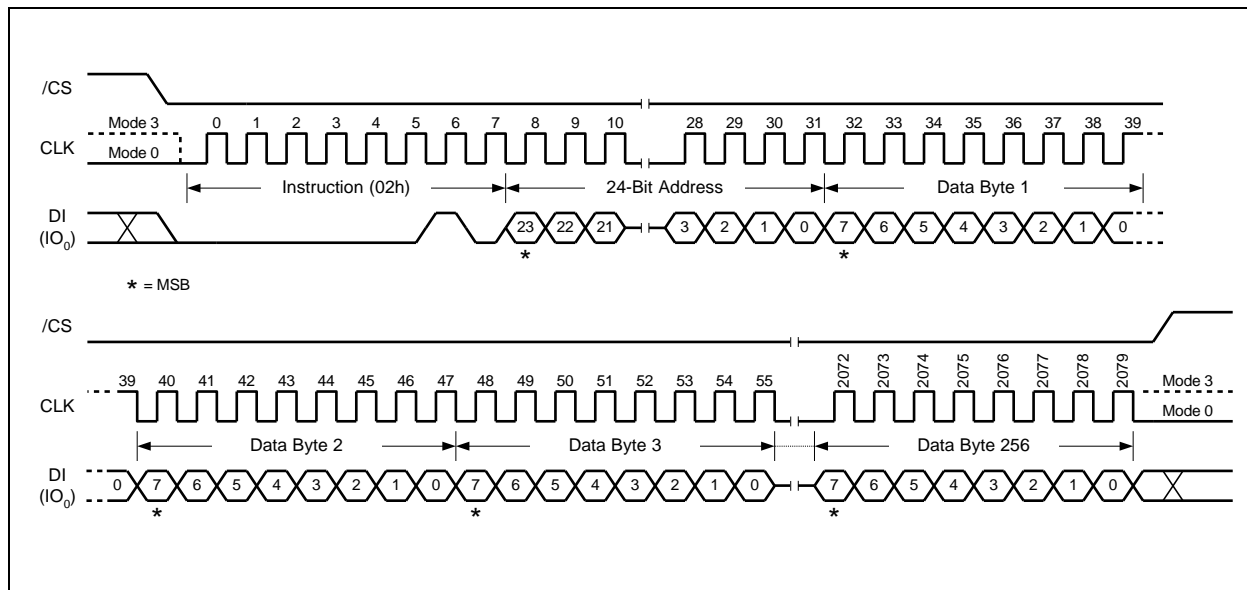 /CS
Mode 3
0 1 2 3 4 5 6 7 8 9 10 28 29 30 31 32 33 34 35 36 37 38 39
CLK
Mode 0
Instruction (02h) 24-Bit Address Data Byte 1
DI
(IO0)
23 22 21 3 2 1 0 7 6 5 4 3 2 1 0
* *
* = MSB
/CS
39 40 41 42 43 44 45 46 47 48 49 50 51 52 53 54 55 2072 2073 2074 2075 2076 2077 2078 2079
Mode 3
CLK
Mode 0
Data Byte 2 Data Byte 3 Data Byte 256
DI
(IO0)
0 7 6 5 4 3 2 1 0 7 6 5 4 3 2 1 0 7 6 5 4 3 2 1 0
* * *